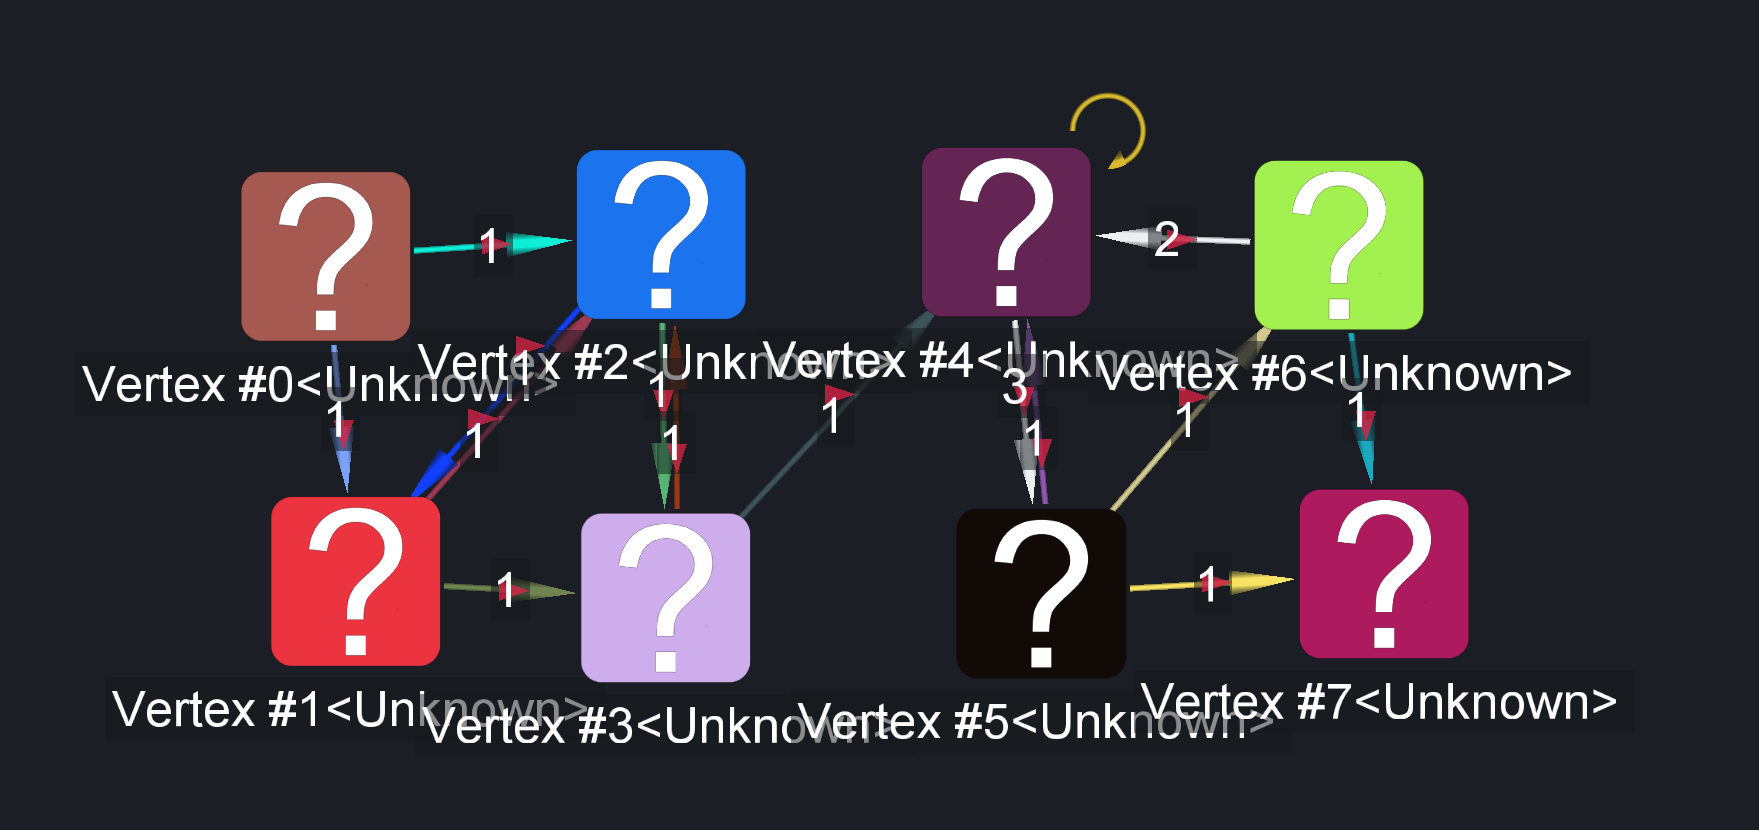 ?
?
?
?
1
2
Vertex #2<Unknown>
Vertex #4<Unknown>
Vertex #6<Unknown>
Vertex #0<Unknown>
1
1
3
1
1
1
1
1
1
1
?
?
?
?
1
1
Vertex #7<Unknown>
Vertex #1<Unknown>
Vertex #3<Unknown>
Vertex #5<Unknown>